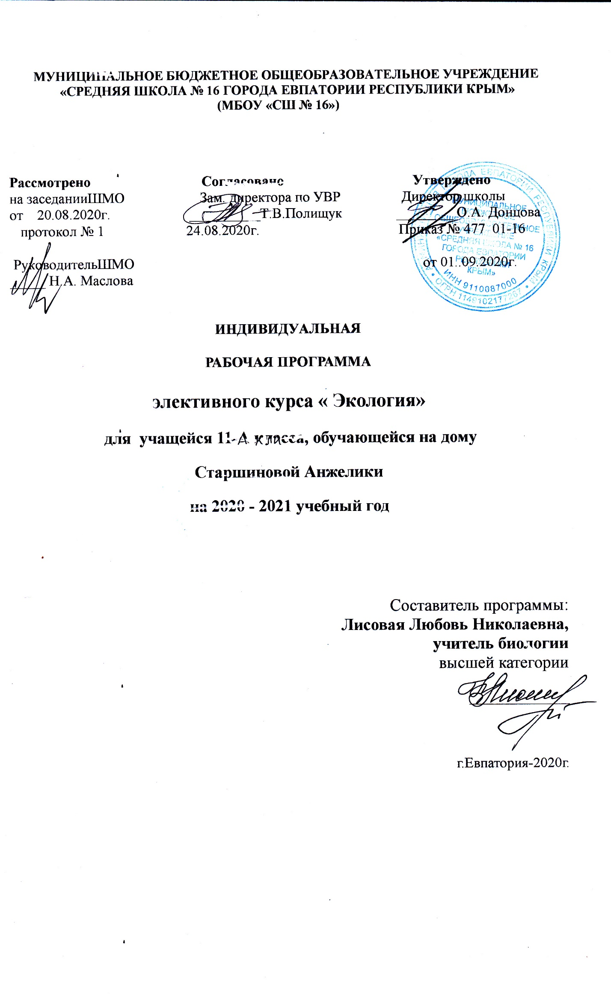 МУНИЦИПАЛЬНОЕ БЮДЖЕТНОЕ ОБЩЕОБРАЗОВАТЕЛЬНОЕ УЧРЕЖДЕНИЕ
«СРЕДНЯЯ ШКОЛА № 16 ГОРОДА ЕВПАТОРИИ РЕСПУБЛИКИ КРЫМ»
(МБОУ «СШ № 16»)
Рассмотрено
на заседанииШМО
от 20.08.2020г.
протокол № 1
РуководительШМО
Н.А. Маслова
Согласовано
Зам. директора по УВР
Т.В.Полищук
24.08.2020г.
Утверждено
Директор школы
О.А. Донцова
Приказ № 477 01-16
от 01..09.2020г.
ГОРОДА ЕВПАТОРИИ РЕСПУБЛИКИ КРЫМ • ОГРН 1149102177267
МУНИЦИПАЛЬНОЕ
БЮДЖЕТНОЕ
ОБЩЕОБРАЗОВАТЕЛЬНОЕ
УЧРЕЖДЕНИЕ
«СРЕДНЯЯ ШКОЛА № 16
ГОРОДА ЕВПАТОРИИ
РЕСПУБЛИКИ
КРЫМ»
ИНН 9110087000
ИНДИВИДУАЛЬНАЯ
РАБОЧАЯ ПРОГРАММА
элективного курса « Экология»
для учащейся 11-А класса, обучающейся на дому
Старшиновой Анжелики
на 2020 - 2021 учебный год
Составитель программы:
Лисовая Любовь Николаевна,
учитель биологии
высшей категории
г.Евпатория-2020г.